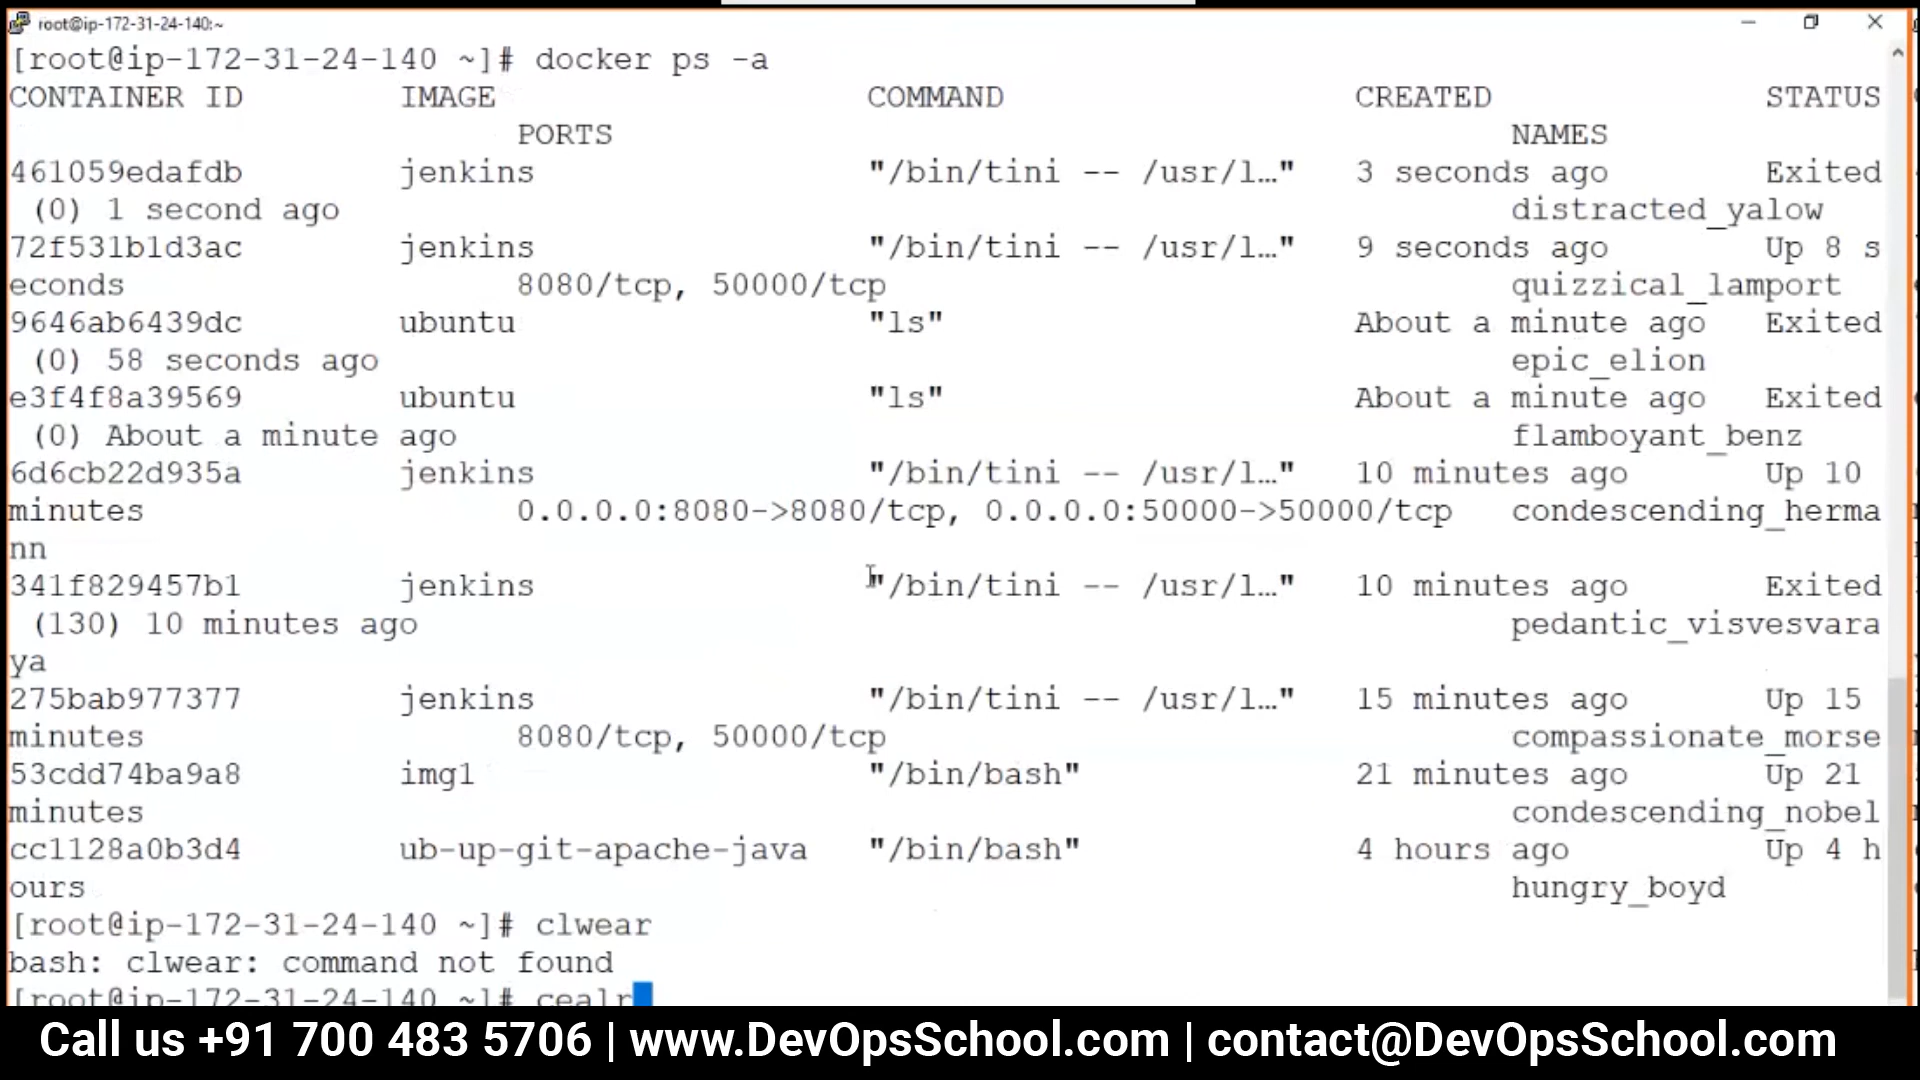 root@ip-172-31-24-140:~
[root@ip-172-31-24-140 ~]# docker ps -a
CONTAINER ID        IMAGE                   COMMAND                  CREATED              STATUS
                          PORTS                                              NAMES
461059edafdb        jenkins                 "/bin/tini -- /usr/l…"   3 seconds ago        Exited
 (0) 1 second ago                                                            distracted_yalow
72f531b1d3ac        jenkins                 "/bin/tini -- /usr/l…"   9 seconds ago        Up 8 s
econds                    8080/tcp, 50000/tcp                                quizzical_lamport
9646ab6439dc        ubuntu                  "ls"                     About a minute ago   Exited
 (0) 58 seconds ago                                                          epic_elion
e3f4f8a39569        ubuntu                  "ls"                     About a minute ago   Exited
 (0) About a minute ago                                                      flamboyant_benz
6d6cb22d935a        jenkins                 "/bin/tini -- /usr/l…"   10 minutes ago       Up 10
minutes                   0.0.0.0:8080->8080/tcp, 0.0.0.0:50000->50000/tcp   condescending_herma
nn
341f829457b1        jenkins                 "/bin/tini -- /usr/l…"   10 minutes ago       Exited
 (130) 10 minutes ago                                                        pedantic_visvesvara
ya
275bab977377        jenkins                 "/bin/tini -- /usr/l…"   15 minutes ago       Up 15
minutes                   8080/tcp, 50000/tcp                                compassionate_morse
53cdd74ba9a8        img1                    "/bin/bash"              21 minutes ago       Up 21
minutes                                                                      condescending_nobel
cc1128a0b3d4        ub-up-git-apache-java   "/bin/bash"              4 hours ago          Up 4 h
ours                                                                         hungry_boyd
[root@ip-172-31-24-140 ~]# clwear
bash: clwear: command not found
[root@ip-172-31-24-140 ~]# cealr
Call us +91 700 483 5706 | www.DevOpsSchool.com | contact@DevOpsSchool.com